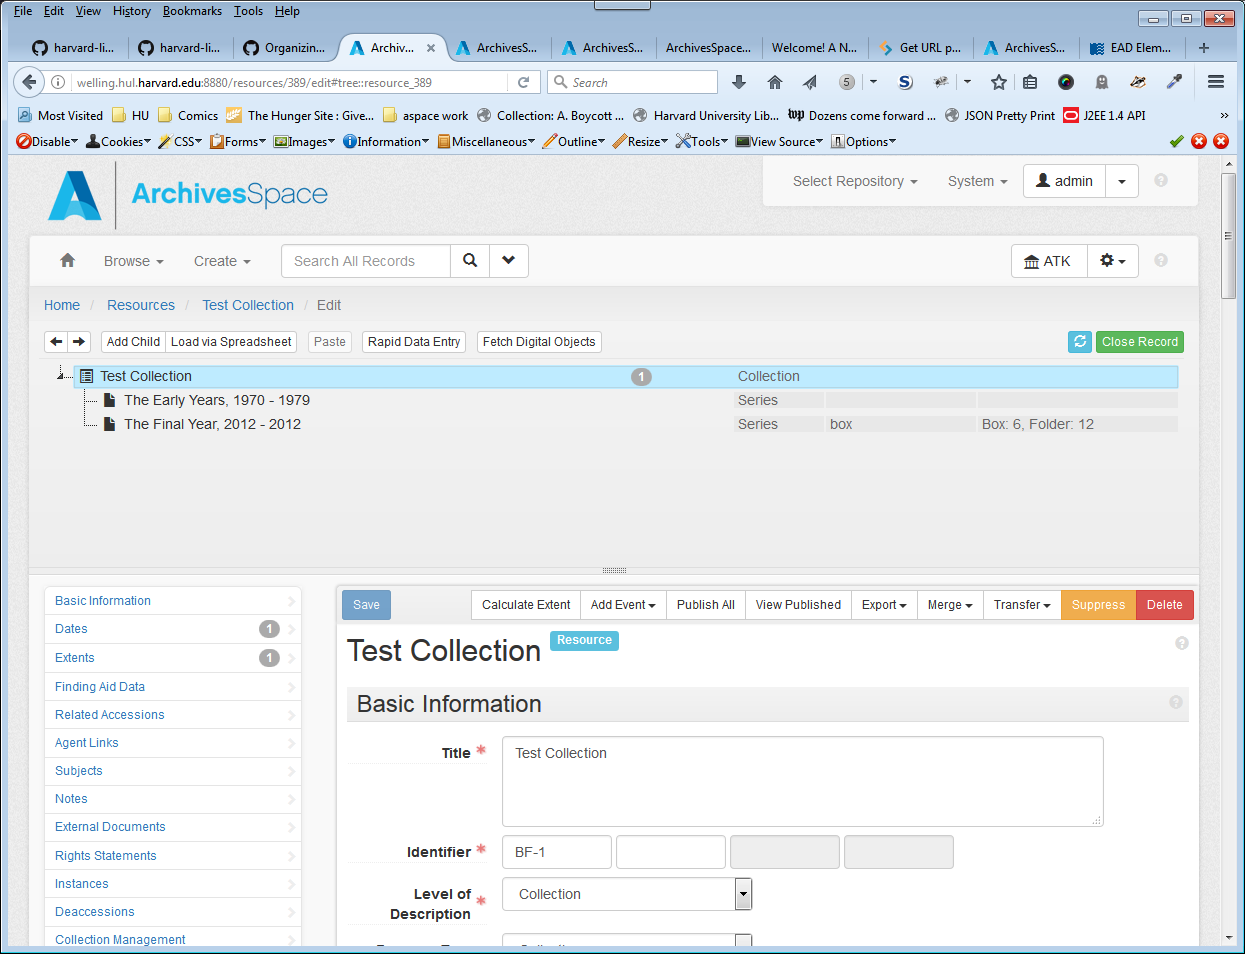 File Edit View History Bookmarks Tools Help
harvard-li... harvard-li... Organizin... Archiv... ArchivesS... ArchivesS... ArchivesSpace... Welcome! A N... Get URL p... ArchivesS... EAD Elem...
welling.hul.harvard.edu:8880/resources/389/edit#tree::resource_389 Search 5 S
Most Visited HU Comics The Hunger Site : Give... aspace work Collection: A. Boycott ... Harvard University Lib... wp Dozens come forward ... JSON Pretty Print J2EE 1.4 API
Disable Cookies CSS Forms Images Information Miscellaneous Outline Resize Tools View Source Options
ArchivesSpace
Select Repository System admin
Browse Create Search All Records ATK
Home / Resources / Test Collection / Edit
Add Child Load via Spreadsheet Paste Rapid Data Entry Fetch Digital Objects Close Record
Test Collection 1 Collection
The Early Years, 1970 - 1979 Series
The Final Year, 2012 - 2012 Series box Box: 6, Folder: 12
Basic Information
Dates 1
Extents 1
Finding Aid Data
Related Accessions
Agent Links
Subjects
Notes
External Documents
Rights Statements
Instances
Deaccessions
Collection Management
Save Calculate Extent Add Event Publish All View Published Export Merge Transfer Suppress Delete
Test Collection Resource
Basic Information
Title * Test Collection
Identifier * BF-1
Level of Description * Collection